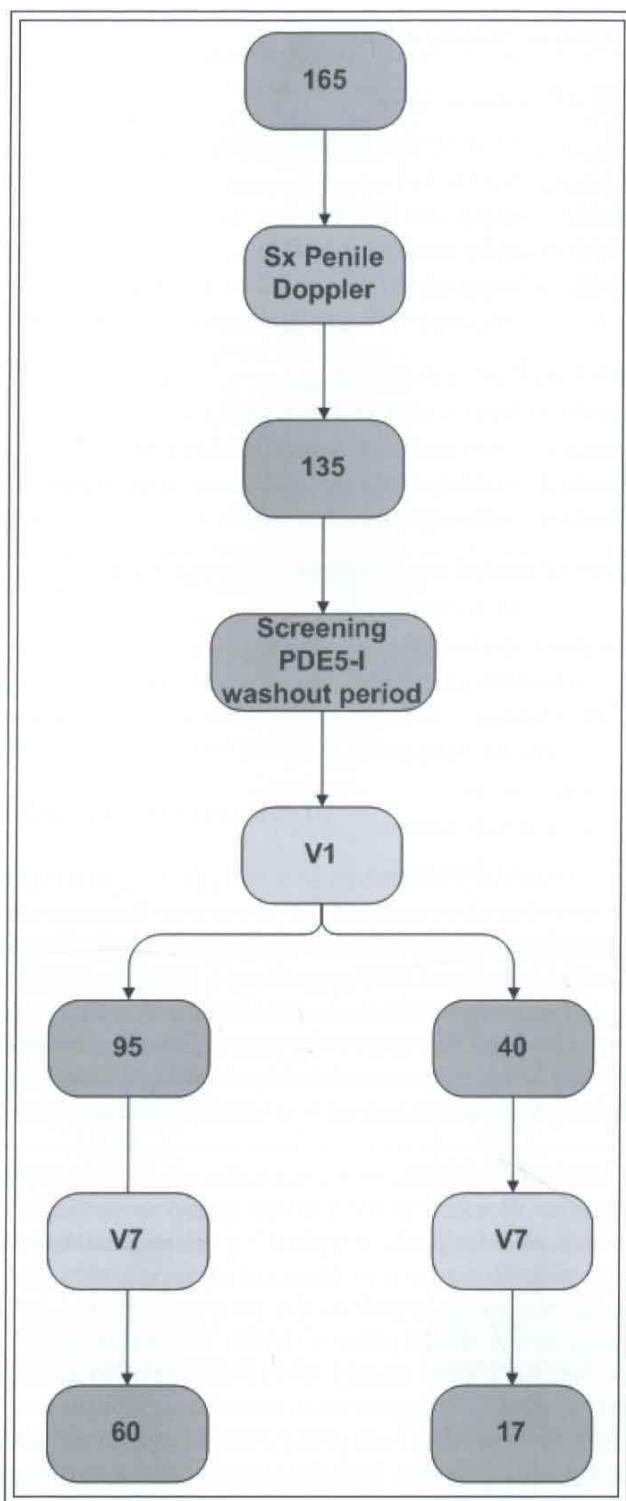 165
Sx Penile
Doppler
135
Screening
PDE5-I
washout period
V1
95
40
V7
V7
60
17